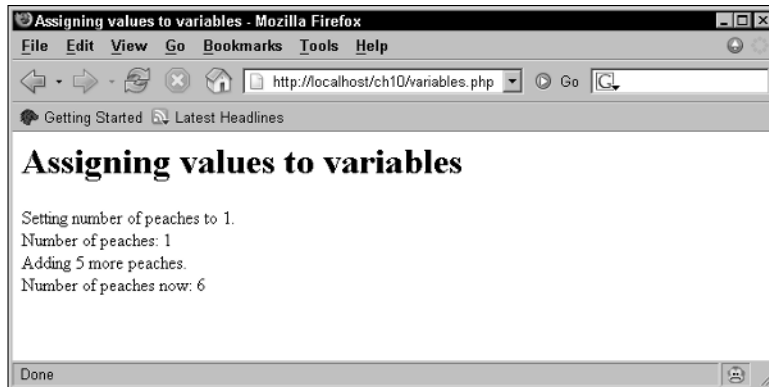 Assigning values to variables - Mozilla Firefox
File Edit View Go Bookmarks Tools Help
http://localhost/ch10/variables.php Go G
Getting Started Latest Headlines
Assigning values to variables
Setting number of peaches to 1.
Number of peaches: 1
Adding 5 more peaches.
Number of peaches now: 6
Done